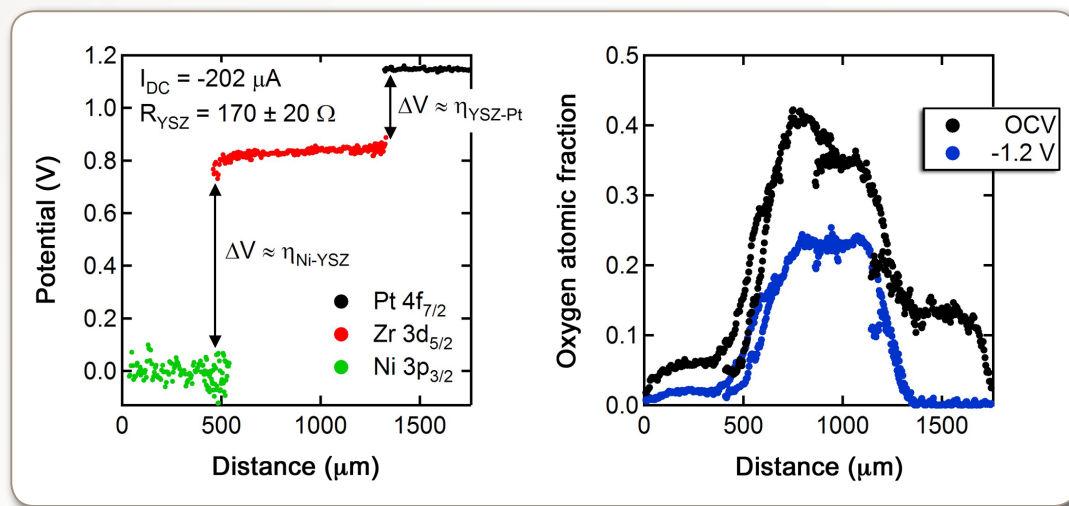 1.2
1.0
0.8
0.6
0.4
0.2
0.0
Potential (V)
I_DC = -202 μA
R_YSZ = 170 ± 20 Ω
ΔV ≈ η_YSZ-Pt
ΔV ≈ η_Ni-YSZ
Pt 4f_7/2
Zr 3d_5/2
Ni 3p_3/2
0
500
1000
1500
Distance (μm)
0.5
0.4
0.3
0.2
0.1
0.0
Oxygen atomic fraction
OCV
-1.2 V
0
500
1000
1500
Distance (μm)